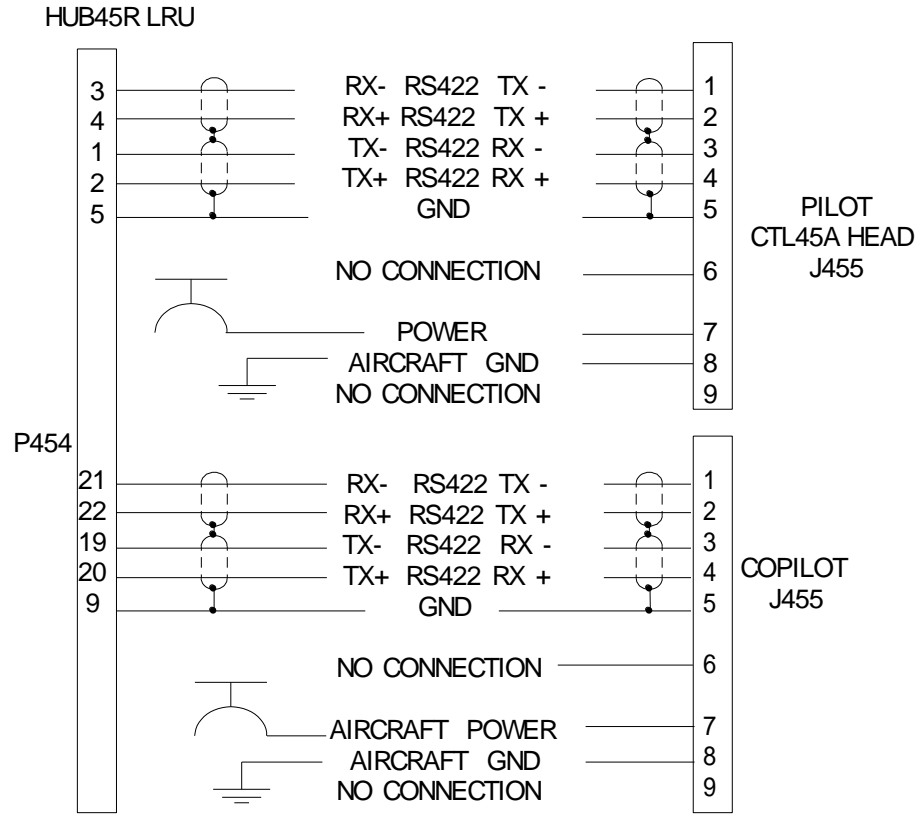 HUB45R LRU
3 RX- RS422 TX - 1
4 RX+ RS422 TX + 2
1 TX- RS422 RX - 3
2 TX+ RS422 RX + 4
5 GND 5
PILOT
CTL45A HEAD
J455
NO CONNECTION 6
POWER 7
AIRCRAFT GND 8
NO CONNECTION 9
P454
21 RX- RS422 TX - 1
22 RX+ RS422 TX + 2
19 TX- RS422 RX - 3
20 TX+ RS422 RX + 4
9 GND 5
COPILOT
J455
NO CONNECTION 6
AIRCRAFT POWER 7
AIRCRAFT GND 8
NO CONNECTION 9